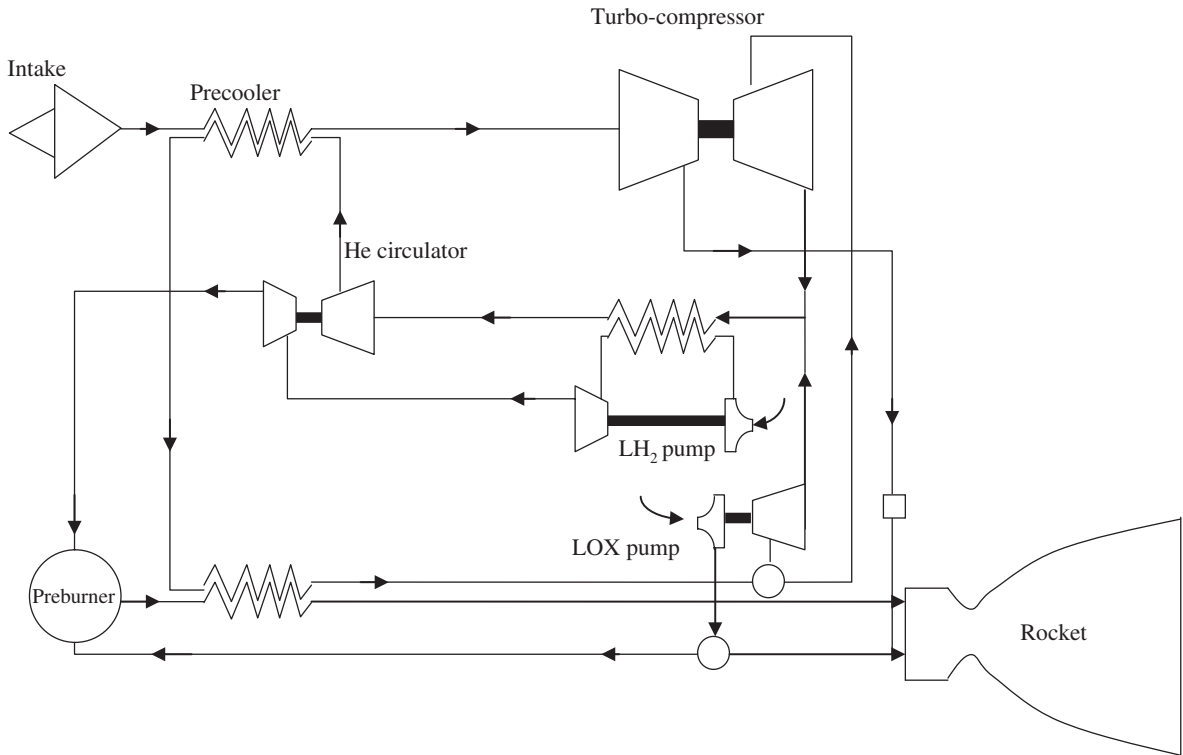 Turbo-compressor
Intake
Precooler
He circulator
LH₂ pump
LOX pump
Preburner
Rocket